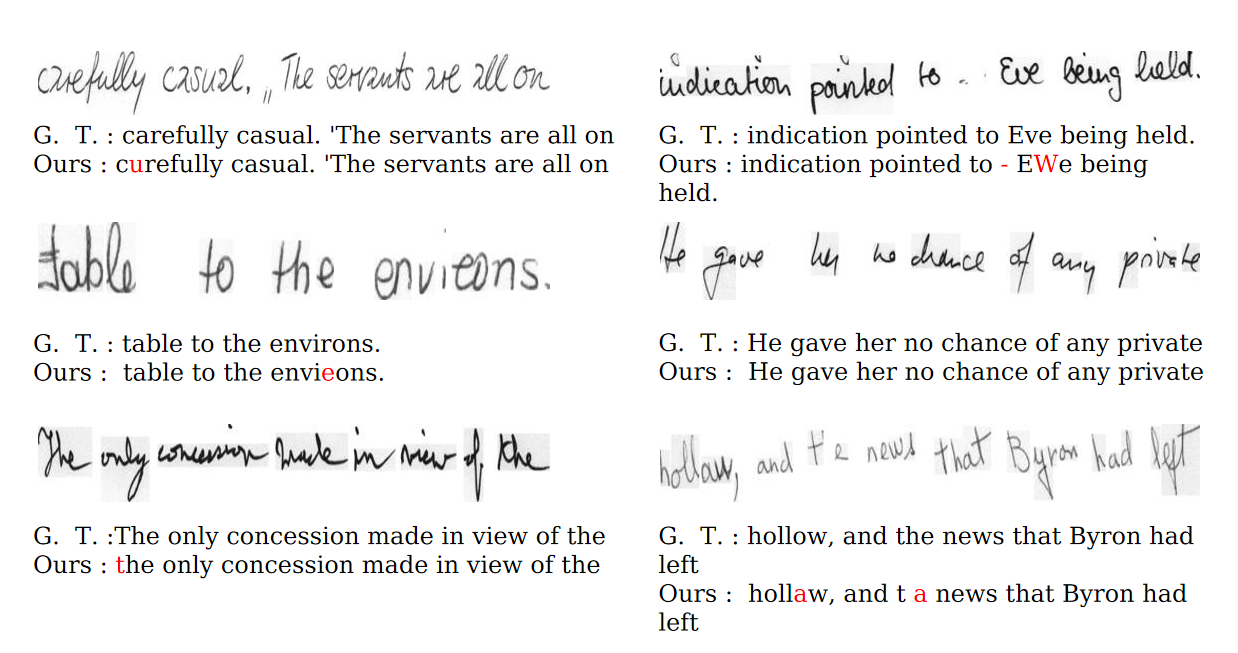 carefully casual. „ The servants are all on
G. T. : carefully casual. 'The servants are all on
Ours : curefully casual. 'The servants are all on
indication pointed to - . Eve being held.
G. T. : indication pointed to Eve being held.
Ours : indication pointed to - EWe being
held.
table to the environs.
G. T. : table to the environs.
Ours : table to the envieons.
He gave her no chance of any private
G. T. : He gave her no chance of any private
Ours : He gave her no chance of any private
The only concession made in view of the
G. T. :The only concession made in view of the
Ours : the only concession made in view of the
hollow, and t e news that Byron had left
G. T. : hollow, and the news that Byron had
left
Ours : hollaw, and t a news that Byron had
left